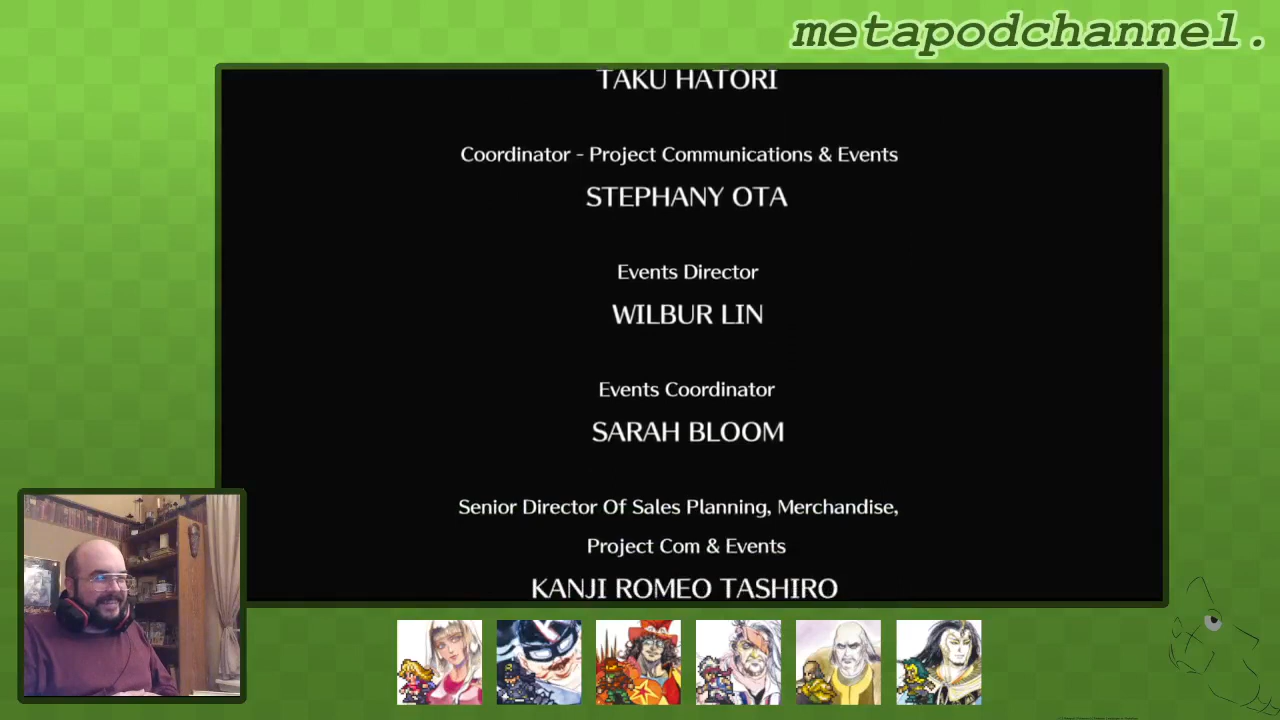 metapodchannel.
TAKU HATORI
Coordinator - Project Communications & Events
STEPHANY OTA
Events Director
WILBUR LIN
Events Coordinator
SARAH BLOOM
Senior Director Of Sales Planning, Merchandise,
Project Com & Events
KANJI ROMEO TASHIRO